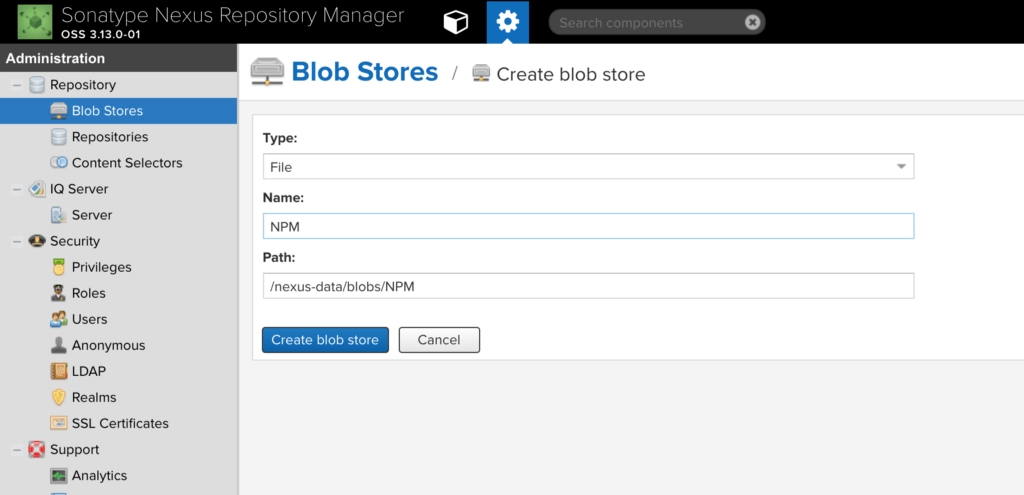 Sonatype Nexus Repository Manager
OSS 3.13.0-01
Search components
Administration
Repository
Blob Stores
Repositories
Content Selectors
IQ Server
Server
Security
Privileges
Roles
Users
Anonymous
LDAP
Realms
SSL Certificates
Support
Analytics
Blob Stores / Create blob store
Type:
File
Name:
NPM
Path:
/nexus-data/blobs/NPM
Create blob store Cancel